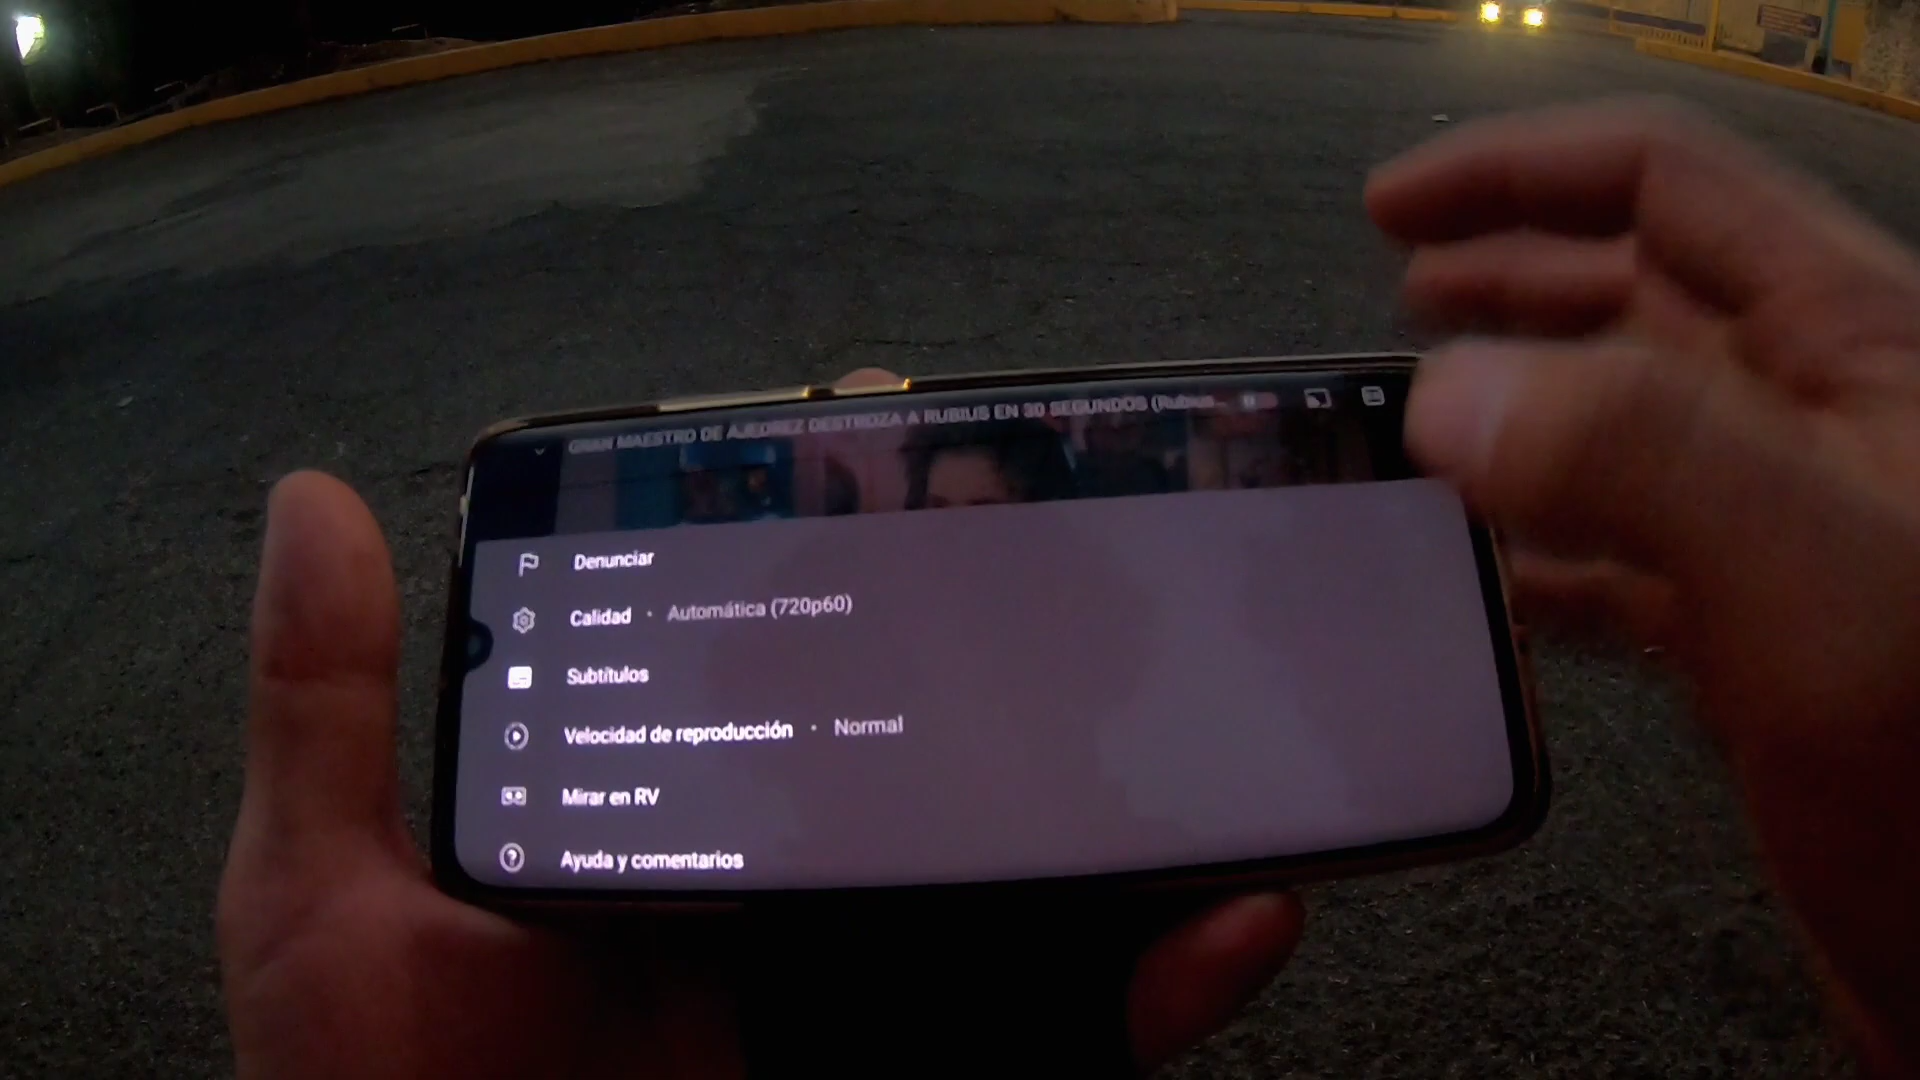 GRAN MAESTRO DE AJEDREZ DESTROZA A RUBIUS EN 30 SEGUNDOS (Rubius...
Denunciar
Calidad · Automática (720p60)
Subtítulos
Velocidad de reproducción · Normal
Mirar en RV
Ayuda y comentarios